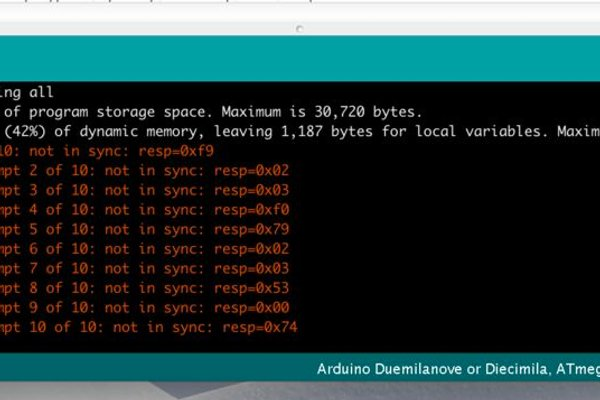 ing all
of program storage space. Maximum is 30,720 bytes.
(42%) of dynamic memory, leaving 1,187 bytes for local variables. Maxim
10: not in sync: resp=0xf9
mpt 2 of 10: not in sync: resp=0x02
mpt 3 of 10: not in sync: resp=0x03
mpt 4 of 10: not in sync: resp=0xf0
mpt 5 of 10: not in sync: resp=0x79
mpt 6 of 10: not in sync: resp=0x02
mpt 7 of 10: not in sync: resp=0x03
mpt 8 of 10: not in sync: resp=0x53
mpt 9 of 10: not in sync: resp=0x00
mpt 10 of 10: not in sync: resp=0x74
Arduino Duemilanove or Diecimila, ATmeg